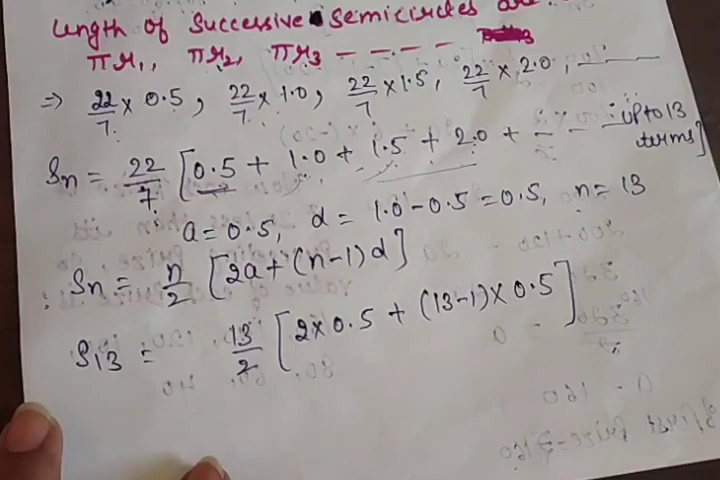 Length of Successive Semicircles are :
πr₁, πr₂, πr₃ - - - -
⇒ 22/7 × 0.5, 22/7 × 1.0, 22/7 × 1.5, 22/7 × 2.0, ______
Sn = 22/7 [0.5 + 1.0 + 1.5 + 2.0 + - - - - upto 13 terms]
a = 0.5, d = 1.0 - 0.5 = 0.5, n = 13
Sn = n/2 [2a + (n-1) d]
S13 = 13/2 [2 × 0.5 + (13-1) × 0.5]